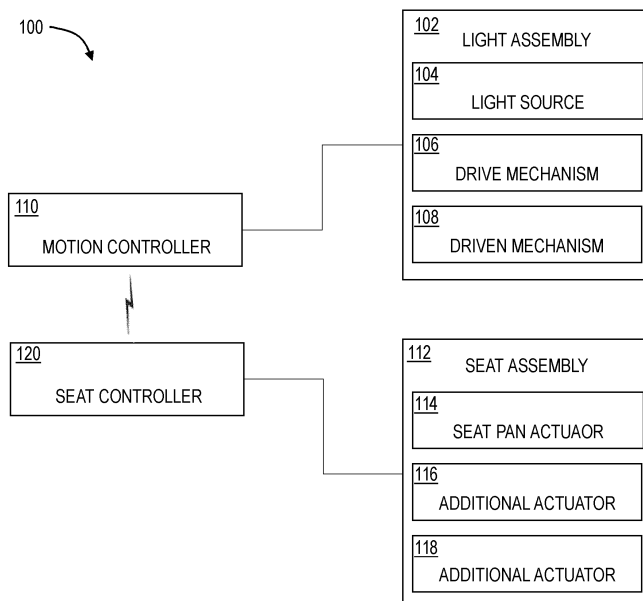 100
102
LIGHT ASSEMBLY
104
LIGHT SOURCE
106
DRIVE MECHANISM
108
DRIVEN MECHANISM
110
MOTION CONTROLLER
120
SEAT CONTROLLER
112
SEAT ASSEMBLY
114
SEAT PAN ACTUAOR
116
ADDITIONAL ACTUATOR
118
ADDITIONAL ACTUATOR